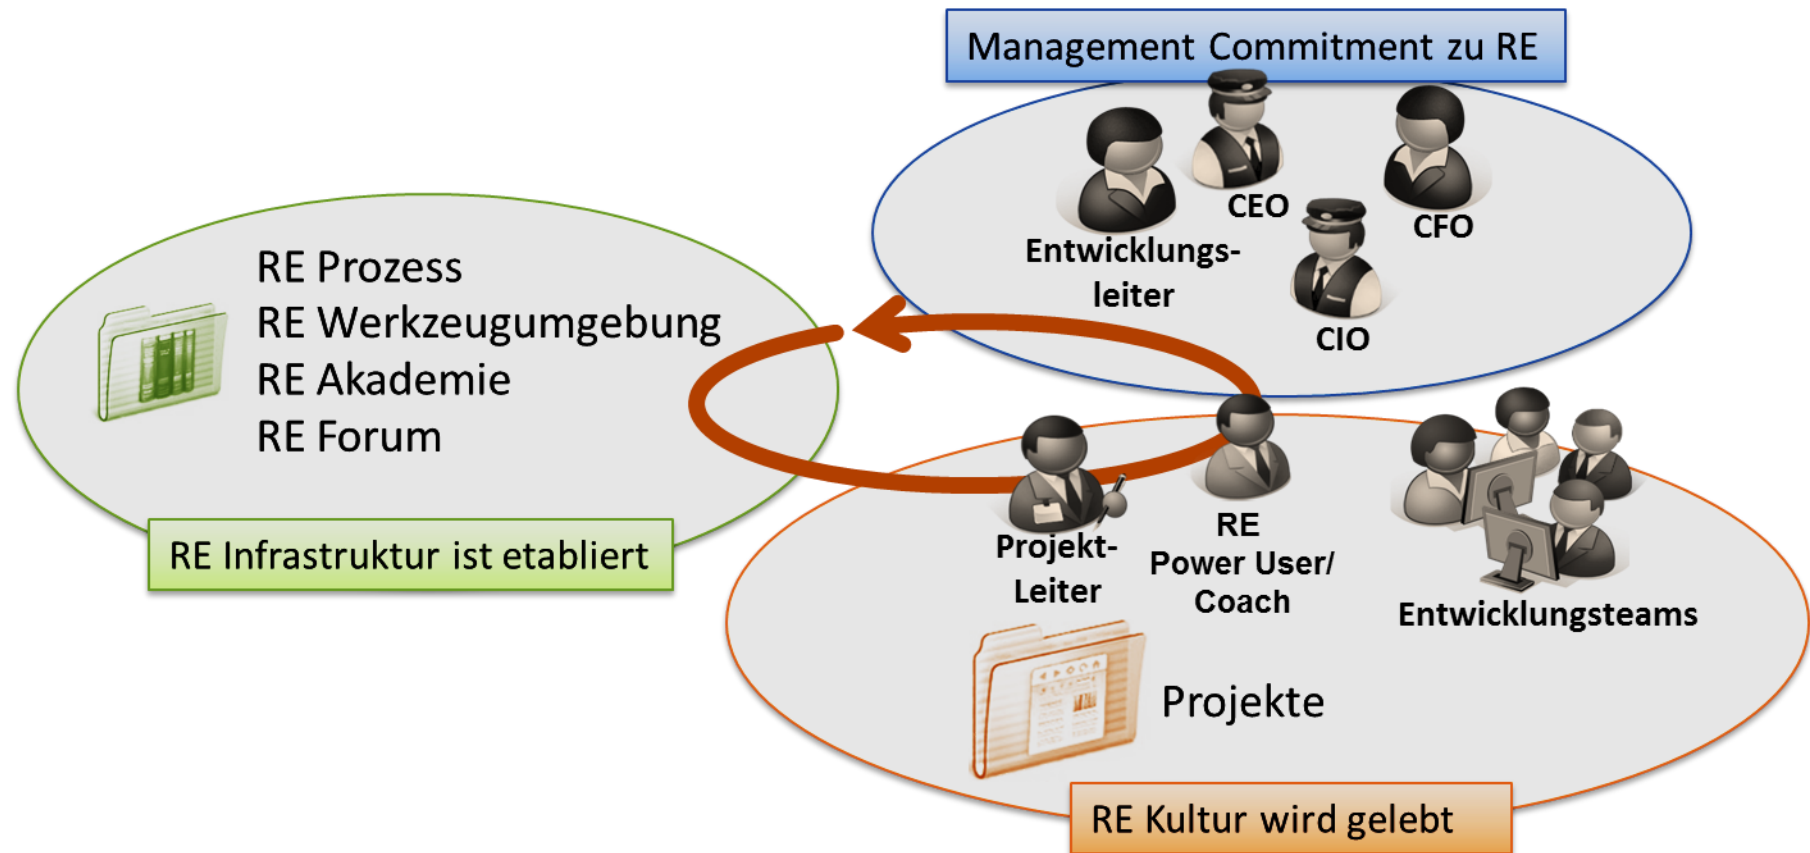 Management Commitment zu RE
CEO
CFO
Entwicklungs-
leiter
CIO
RE Prozess
RE Werkzeugumgebung
RE Akademie
RE Forum
RE Infrastruktur ist etabliert
Projekt-
Leiter
RE
Power User/
Coach
Entwicklungsteams
Projekte
RE Kultur wird gelebt